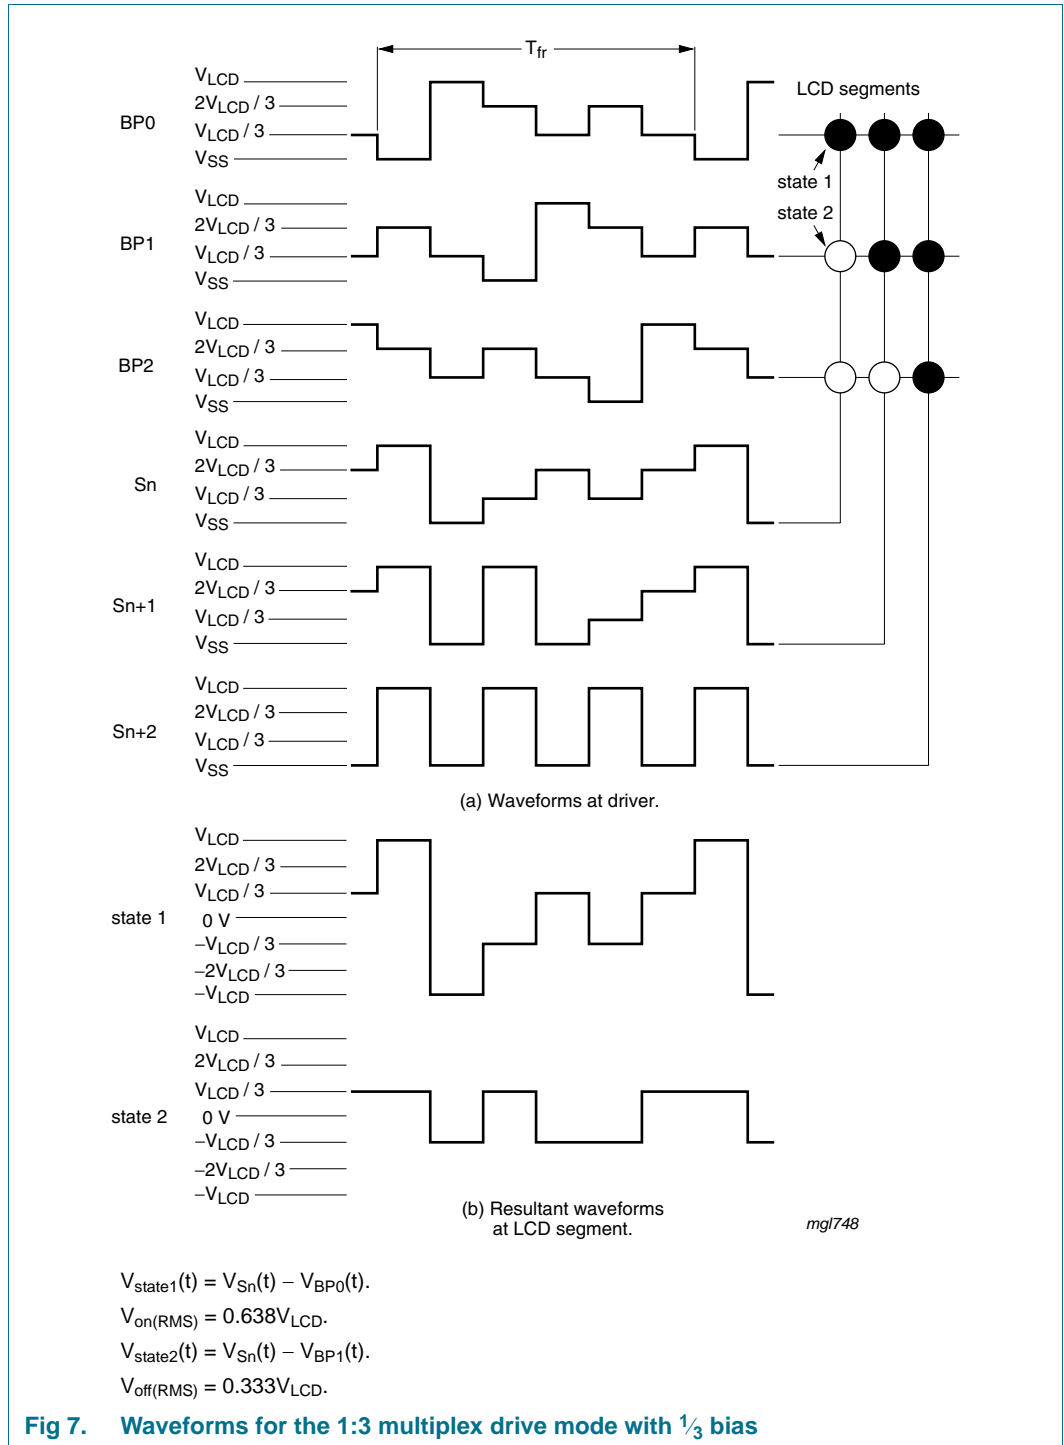 Tfr
VLCD
2VLCD / 3
BP0
VLCD / 3
VSS
LCD segments
state 1
state 2
VLCD
2VLCD / 3
BP1
VLCD / 3
VSS
VLCD
2VLCD / 3
BP2
VLCD / 3
VSS
VLCD
2VLCD / 3
Sn
VLCD / 3
VSS
VLCD
2VLCD / 3
Sn+1
VLCD / 3
VSS
VLCD
2VLCD / 3
Sn+2
VLCD / 3
VSS
(a) Waveforms at driver.
VLCD
2VLCD / 3
VLCD / 3
state 1
0 V
−VLCD / 3
−2VLCD / 3
−VLCD
VLCD
2VLCD / 3
VLCD / 3
state 2
0 V
−VLCD / 3
−2VLCD / 3
−VLCD
(b) Resultant waveforms
at LCD segment.
mgl748
Vstate1(t) = VSn(t) − VBP0(t).
Von(RMS) = 0.638VLCD.
Vstate2(t) = VSn(t) − VBP1(t).
Voff(RMS) = 0.333VLCD.
Fig 7. Waveforms for the 1:3 multiplex drive mode with 1⁄3 bias